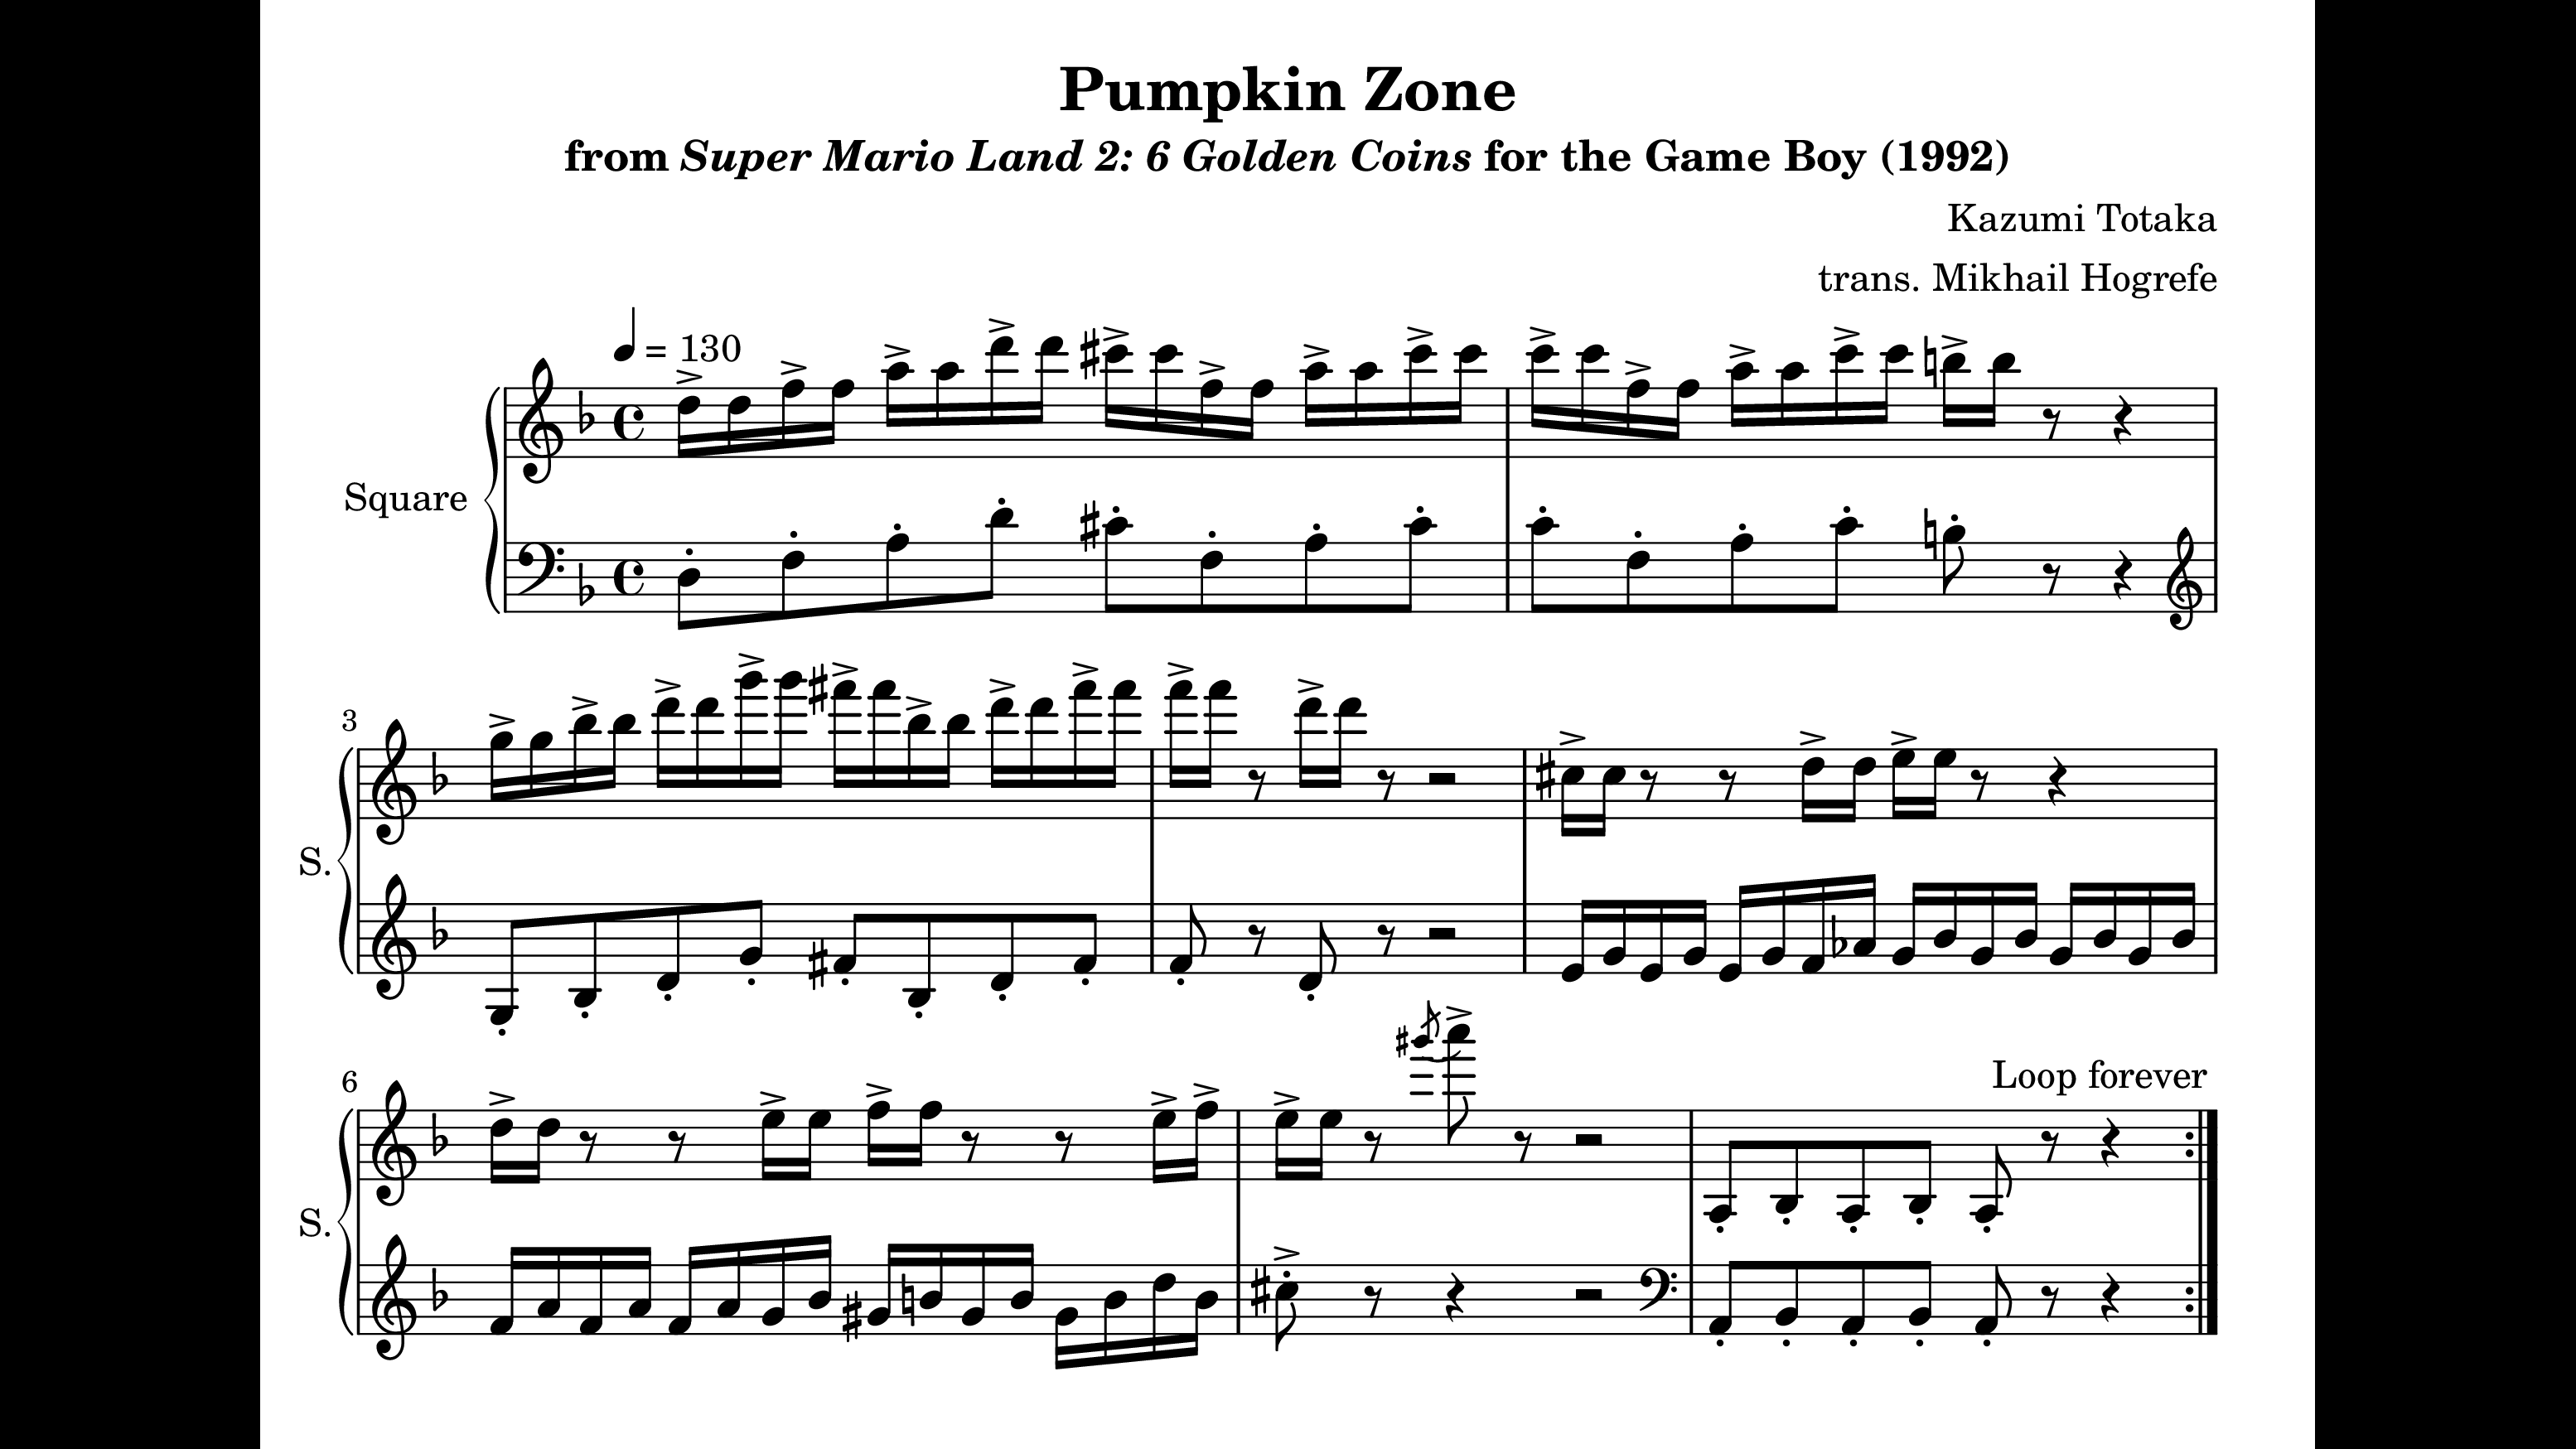 Pumpkin Zone
from Super Mario Land 2: 6 Golden Coins for the Game Boy (1992)
Kazumi Totaka
trans. Mikhail Hogrefe
= 130
Square
3
S.
6
Loop forever
S.